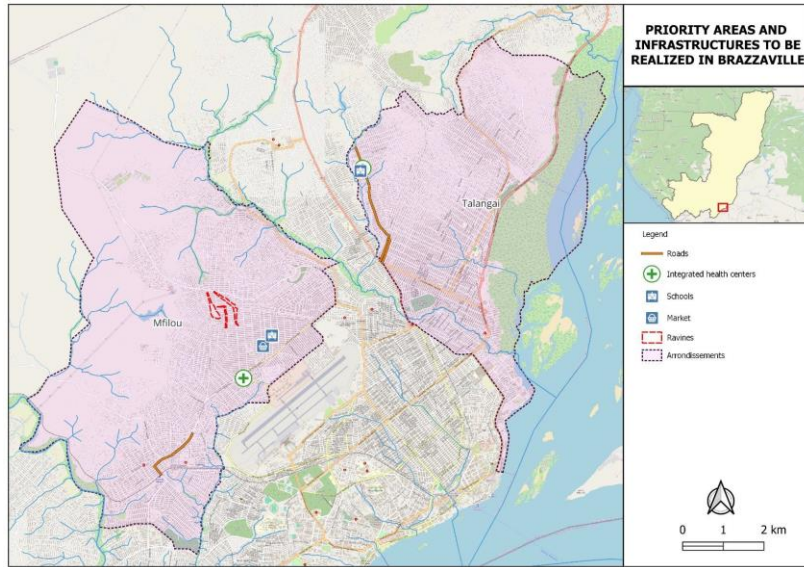 PRIORITY AREAS AND
INFRASTRUCTURES TO BE
REALIZED IN BRAZZAVILLE
Talangai
Mfilou
Legend
Roads
Integrated health centers
Schools
Market
Ravines
Arrondissements
0 1 2 km